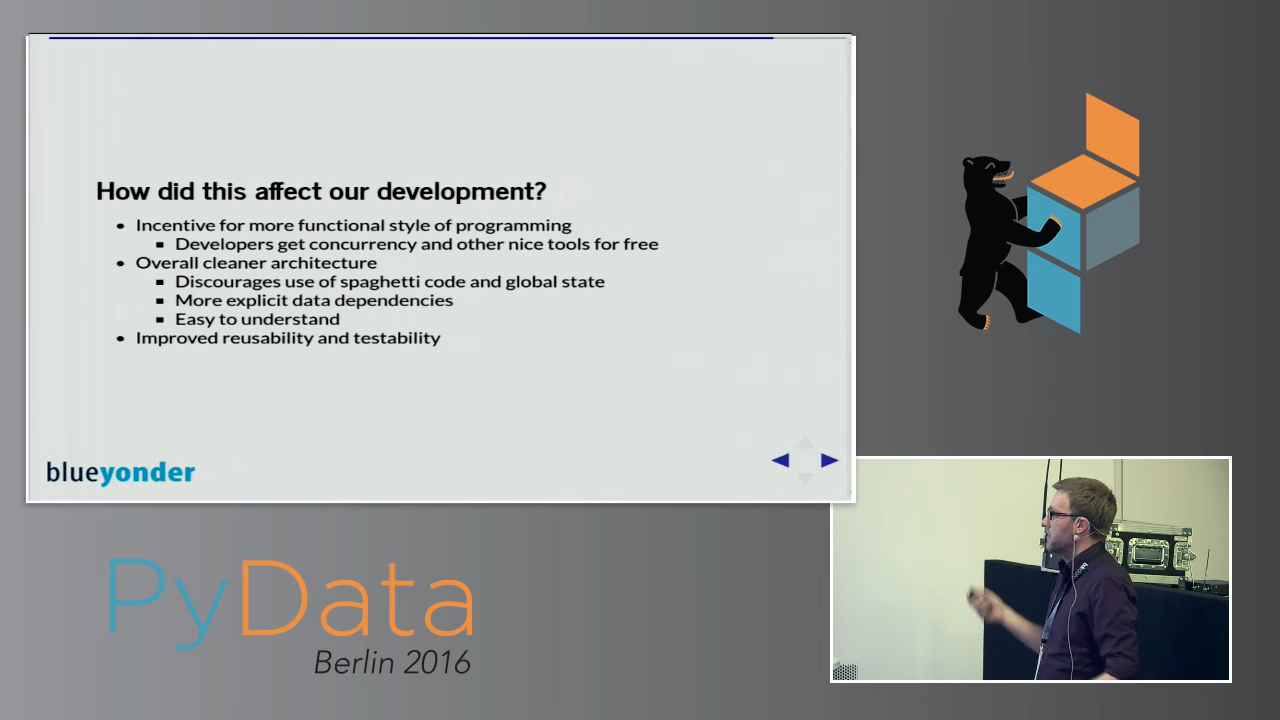 How did this affect our development?
• Incentive for more functional style of programming
▪ Developers get concurrency and other nice tools for free
• Overall cleaner architecture
▪ Discourages use of spaghetti code and global state
▪ More explicit data dependencies
▪ Easy to understand
• Improved reusability and testability
blueyonder
PyData
Berlin 2016